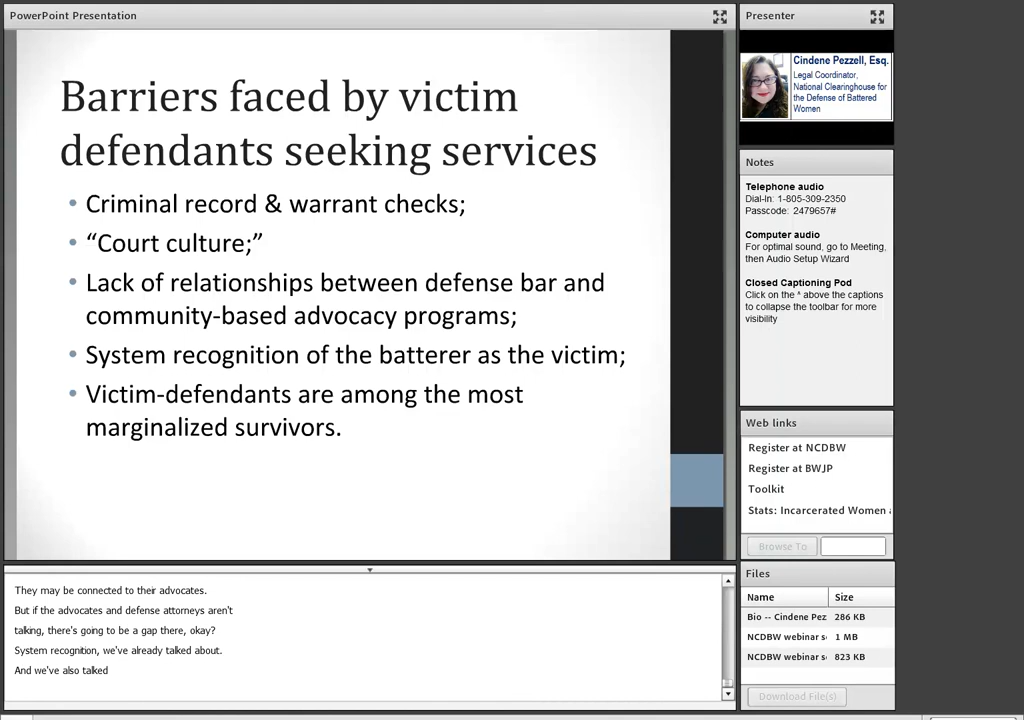 PowerPoint Presentation
Barriers faced by victim
defendants seeking services
• Criminal record & warrant checks;
• “Court culture;”
• Lack of relationships between defense bar and
community-based advocacy programs;
• System recognition of the batterer as the victim;
• Victim-defendants are among the most
marginalized survivors.
They may be connected to their advocates.
But if the advocates and defense attorneys aren't
talking, there's going to be a gap there, okay?
System recognition, we've already talked about.
And we've also talked
Presenter
Cindene Pezzell, Esq.
Legal Coordinator,
National Clearinghouse for
the Defense of Battered
Women
Notes
Telephone audio
Dial-In: 1-805-309-2350
Passcode: 2479657#
Computer audio
For optimal sound, go to Meeting,
then Audio Setup Wizard
Closed Captioning Pod
Click on the ^ above the captions
to collapse the toolbar for more
visibility
Web links
Register at NCDBW
Register at BWJP
Toolkit
Stats: Incarcerated Women
Browse To
Files
Name Size
Bio -- Cindene Pez 286 KB
NCDBW webinar s 1 MB
NCDBW webinar s 823 KB
Download File(s)